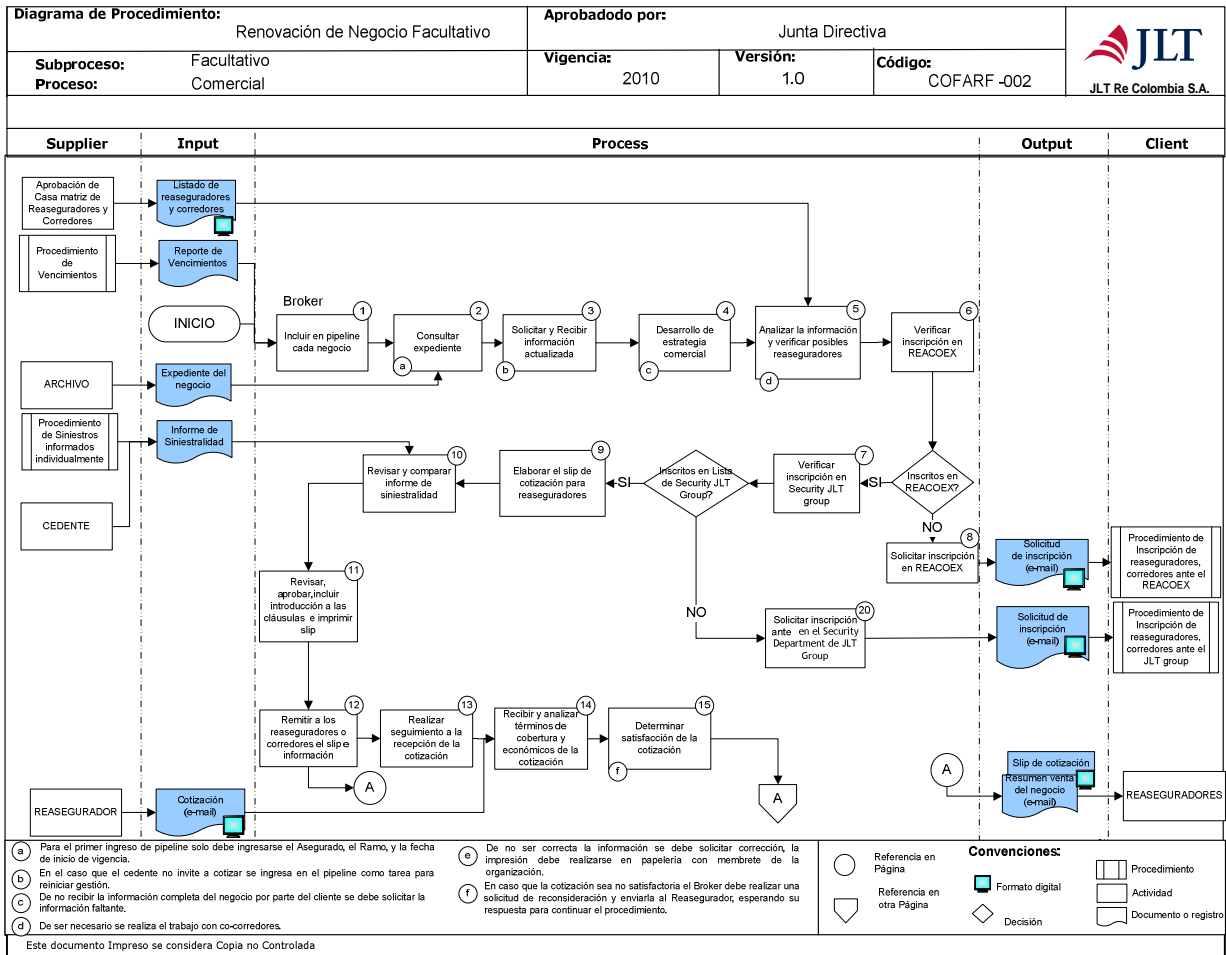 Diagrama de Procedimiento:
Renovación de Negocio Facultativo
Aprobadodo por:
Junta Directiva
Subproceso:
Facultativo
Proceso:
Comercial
Vigencia:
2010
Versión:
1.0
Código:
COFARF -002
JLT
JLT Re Colombia S.A.
Supplier
Input
Process
Output
Client
Aprobación de
Casa matriz de
Reaseguradores y
Corredores
Listado de
reaseguradores
y corredores
Procedimiento
de
Vencimientos
Reporte de
Vencimientos
INICIO
Broker
1
Incluir en pipeline
cada negocio
2
Consultar
expediente
a
3
Solicitar y Recibir
información
actualizada
b
4
Desarrollo de
estrategia
comercial
c
5
Analizar la información
y verificar posibles
reaseguradores
d
6
Verificar
inscripción en
REACOEX
ARCHIVO
Expediente del
negocio
Procedimiento
de Siniestros
informados
individualmente
Informe de
Siniestralidad
CEDENTE
10
Revisar y comparar
informe de
siniestralidad
9
Elaborar el slip de
cotización para
reaseguradores
SI
Inscritos en Lista
de Security JLT
Group?
7
Verificar
inscripción en
Security JLT
group
SI
Inscritos en
REACOEX?
NO
8
Solicitar inscripción
en REACOEX
Solicitud
de inscripción
(e-mail)
Procedimiento de
Inscripción de
reaseguradores,
corredores ante el
REACOEX
11
Revisar,
aprobar,incluir
introducción a las
cláusulas e imprimir
slip
NO
20
Solicitar inscripción
ante en el Security
Department de JLT
Group
Solicitud de
inscripción
(e-mail)
Procedimiento de
Inscripción de
reaseguradores,
corredores ante el
JLT group
12
Remitir a los
reaseguradores o
corredores el slip e
información
A
13
Realizar
seguimiento a la
recepción de la
cotización
14
Recibir y analizar
términos de
cobertura y
económicos de la
cotización
15
Determinar
satisfacción de la
cotización
f
A
A
Slip de cotización
Resumen venta
del negocio
(e-mail)
REASEGURADORES
REASEGURADOR
Cotización
(e-mail)
a Para el primer ingreso de pipeline solo debe ingresarse el Asegurado, el Ramo, y la fecha
de inicio de vigencia.
b En el caso que el cedente no invite a cotizar se ingresa en el pipeline como tarea para
reiniciar gestión.
c De no recibir la información completa del negocio por parte del cliente se debe solicitar la
información faltante.
d De ser necesario se realiza el trabajo con co-corredores.
e De no ser correcta la información se debe solicitar corrección, la
impresión debe realizarse en papelería con membrete de la
organización.
f En caso que la cotización sea no satisfactoria el Broker debe realizar una
solicitud de reconsideración y enviarla al Reasegurador, esperando su
respuesta para continuar el procedimiento.
Convenciones:
Referencia en
Página
Referencia en
otra Página
Formato digital
Decisión
Procedimiento
Actividad
Documento o registro
Este documento Impreso se considera Copia no Controlada